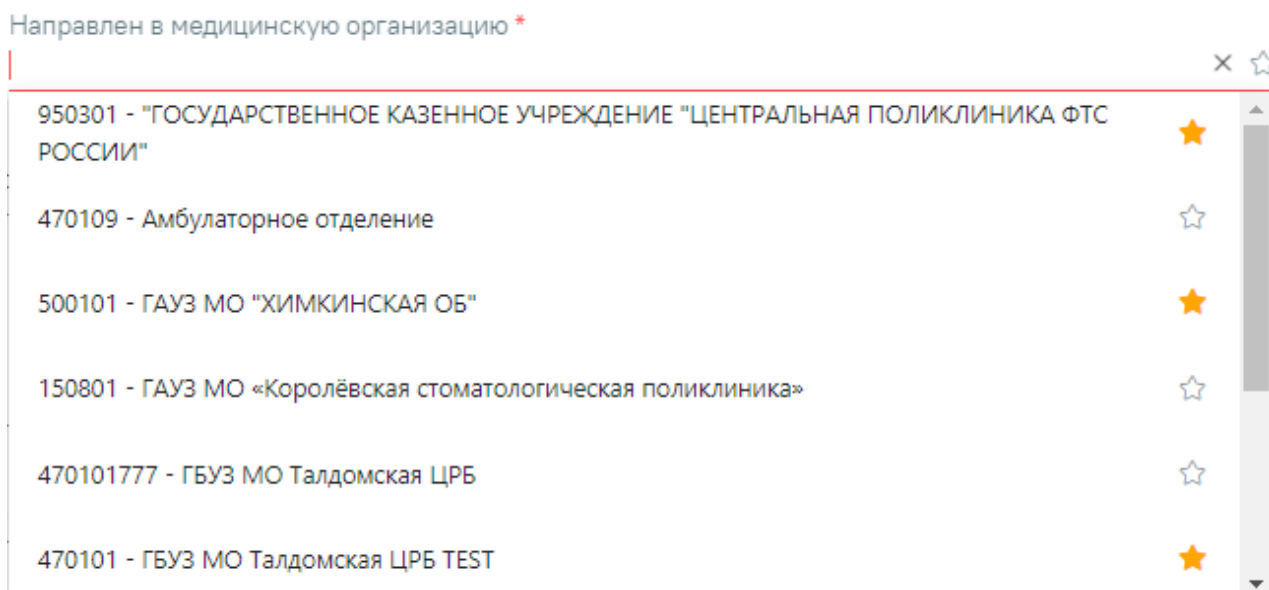 Направлен в медицинскую организацию *
950301 - "ГОСУДАРСТВЕННОЕ КАЗЕННОЕ УЧРЕЖДЕНИЕ "ЦЕНТРАЛЬНАЯ ПОЛИКЛИНИКА ФТС
РОССИИ"
470109 - Амбулаторное отделение
500101 - ГАУЗ МО "ХИМКИНСКАЯ ОБ"
150801 - ГАУЗ МО «Королёвская стоматологическая поликлиника»
470101777 - ГБУЗ МО Талдомская ЦРБ
470101 - ГБУЗ МО Талдомская ЦРБ TEST